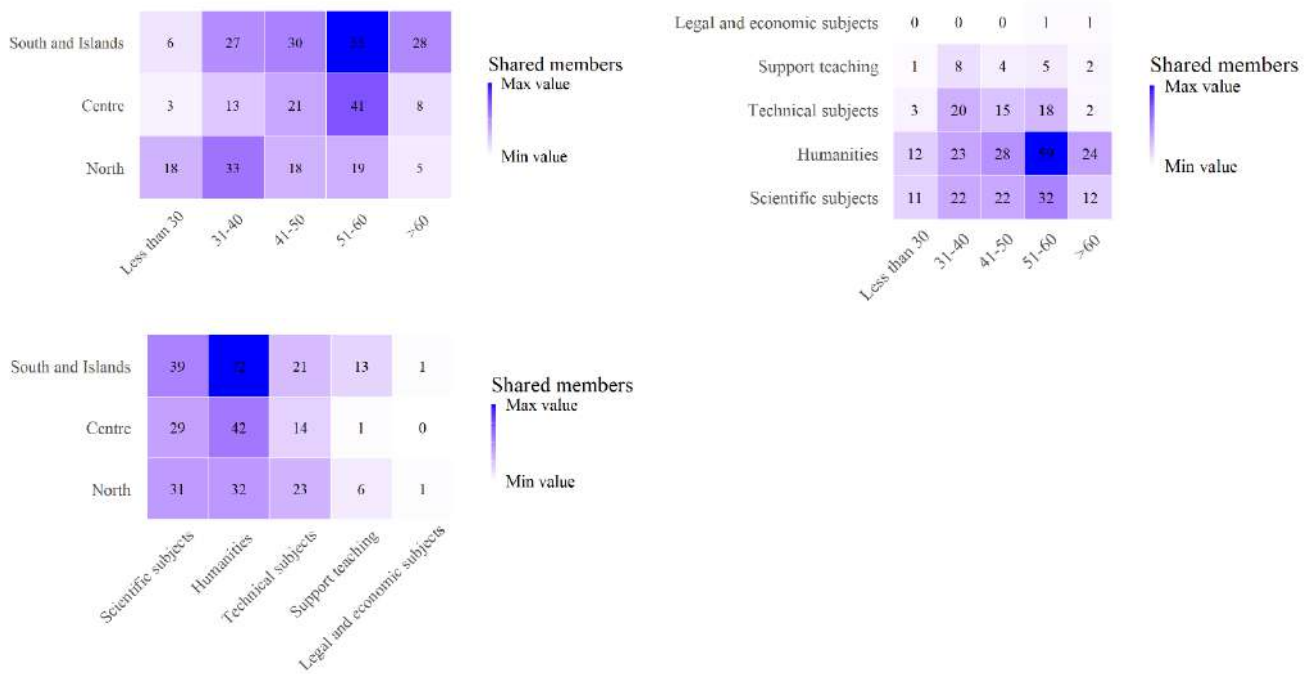 South and Islands 6 27 30 55 28
Centre 3 13 21 41 8
North 18 33 18 19 5
Less than 30 31-40 41-50 51-60 >60
Shared members
Max value
Min value
Legal and economic subjects 0 0 0 1 1
Support teaching 1 8 4 5 2
Technical subjects 3 20 15 18 2
Humanities 12 23 28 59 24
Scientific subjects 11 22 22 32 12
Less than 30 31-40 41-50 51-60 >60
Shared members
Max value
Min value
South and Islands 39 72 21 13 1
Centre 29 42 14 1 0
North 31 32 23 6 1
Scientific subjects Humanities Technical subjects Support teaching Legal and economic subjects
Shared members
Max value
Min value